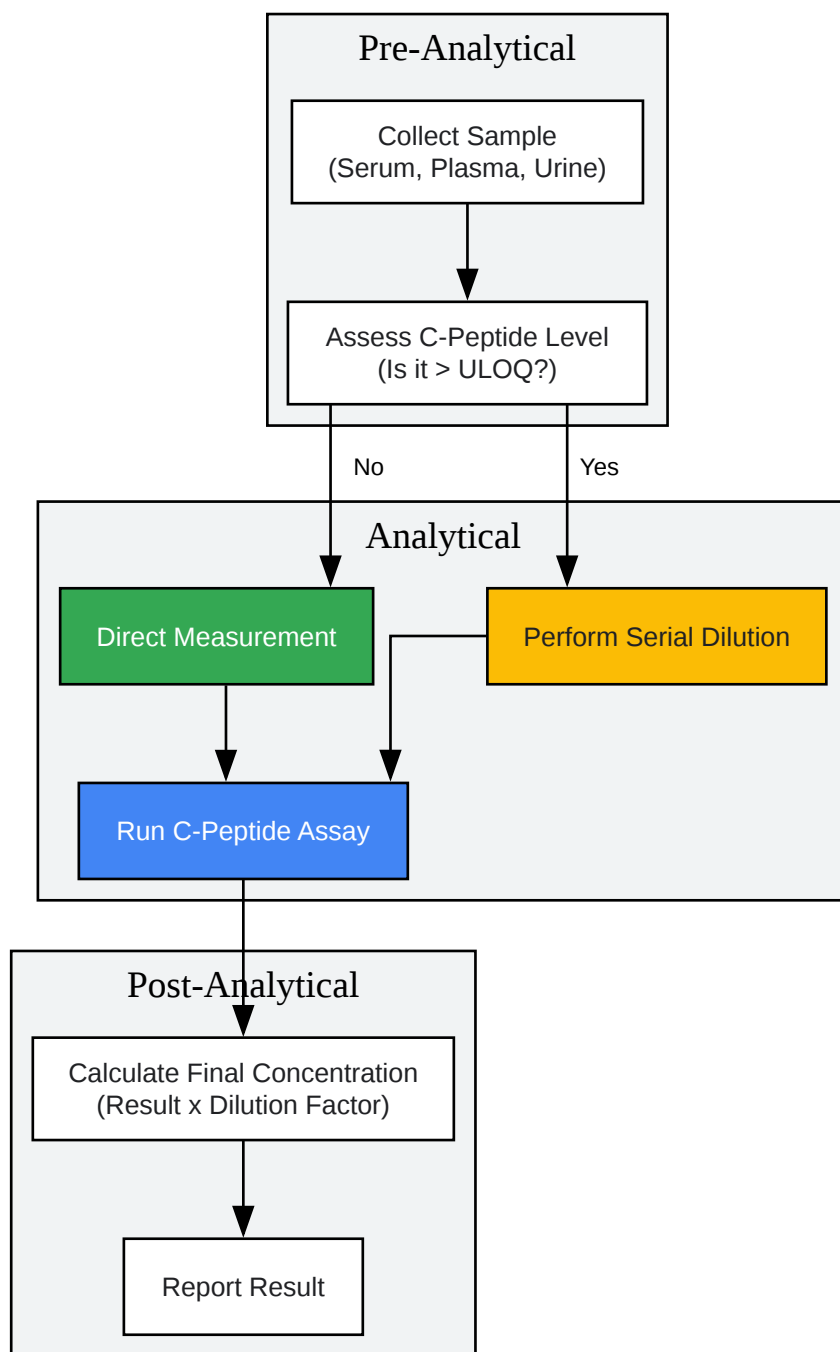 Pre-Analytical
Collect Sample
(Serum, Plasma, Urine)
Assess C-Peptide Level
(Is it > ULOQ?)
No
Yes
Analytical
Direct Measurement
Perform Serial Dilution
Run C-Peptide Assay
Post-Analytical
Calculate Final Concentration
(Result x Dilution Factor)
Report Result